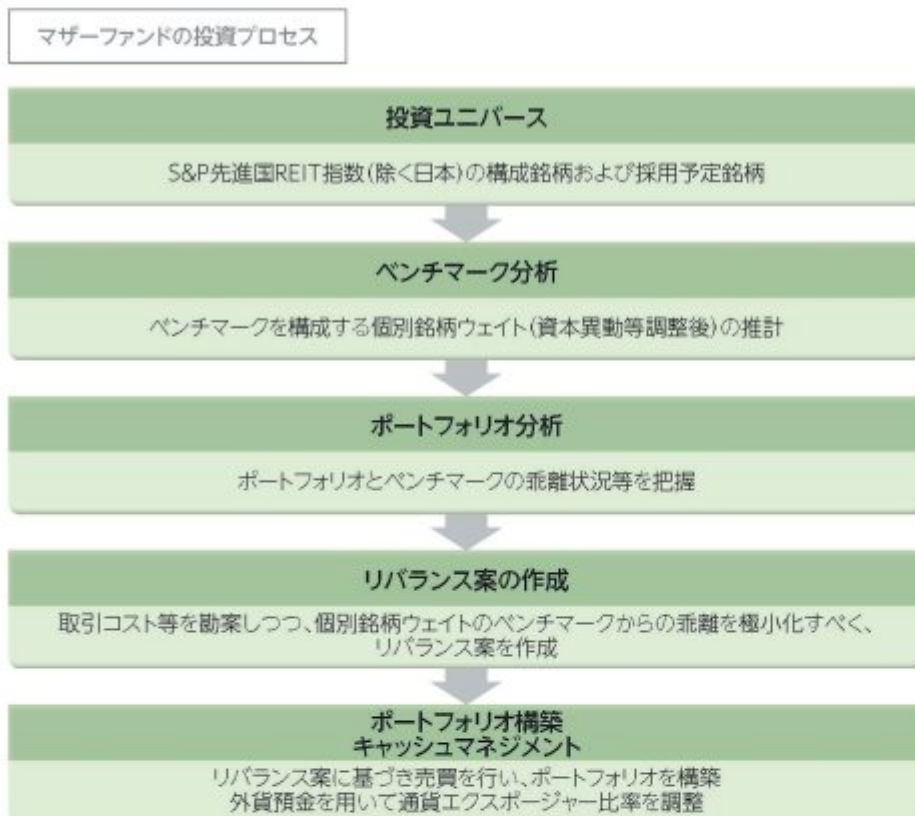 マザーファンドの投資プロセス
投資ユニバース
S&P先進国REIT指数(除く日本)の構成銘柄および採用予定銘柄
ベンチマーク分析
ベンチマークを構成する個別銘柄ウェイト(資本異動等調整後)の推計
ポートフォリオ分析
ポートフォリオとベンチマークの乖離状況等を把握
リバランス案の作成
取引コスト等を勘案しつつ、個別銘柄ウェイトのベンチマークからの乖離を極小化すべく、
リバランス案を作成
ポートフォリオ構築
キャッシュマネジメント
リバランス案に基づき売買を行い、ポートフォリオを構築
外貨預金を用いて通貨エクスポージャー比率を調整